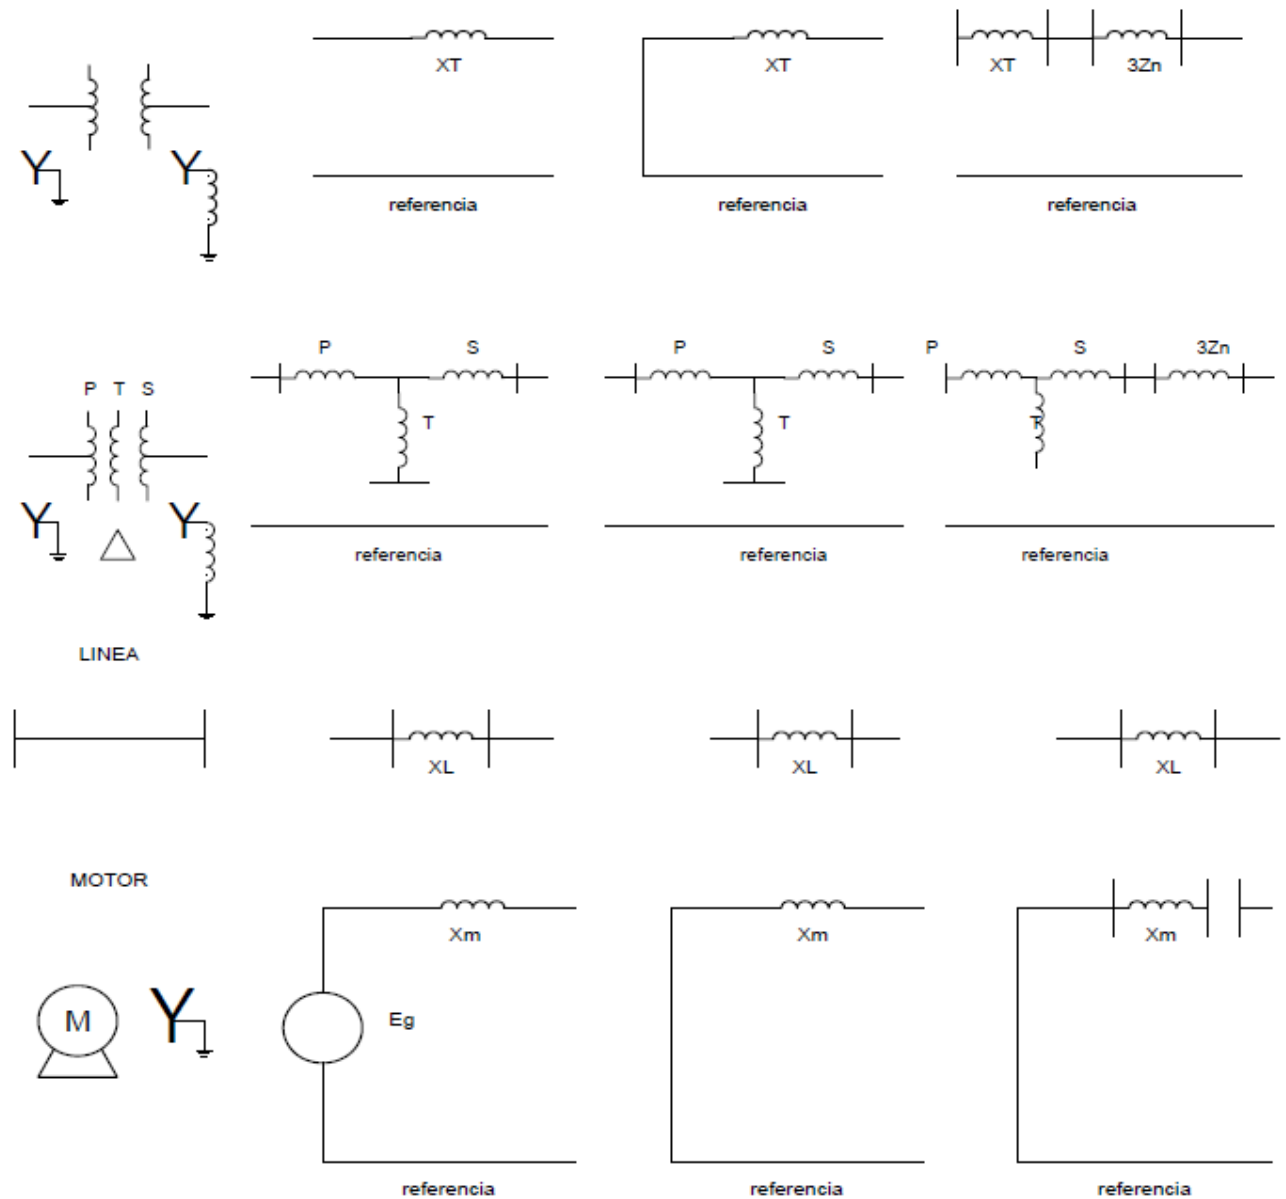 XT XT XT 3Zn
Y Y
referencia referencia referencia
P S P S P S 3Zn
P T S
T T T
Y Y
referencia referencia referencia
LINEA
XL XL XL
MOTOR
Xm Xm Xm
M Y Eg
referencia referencia referencia